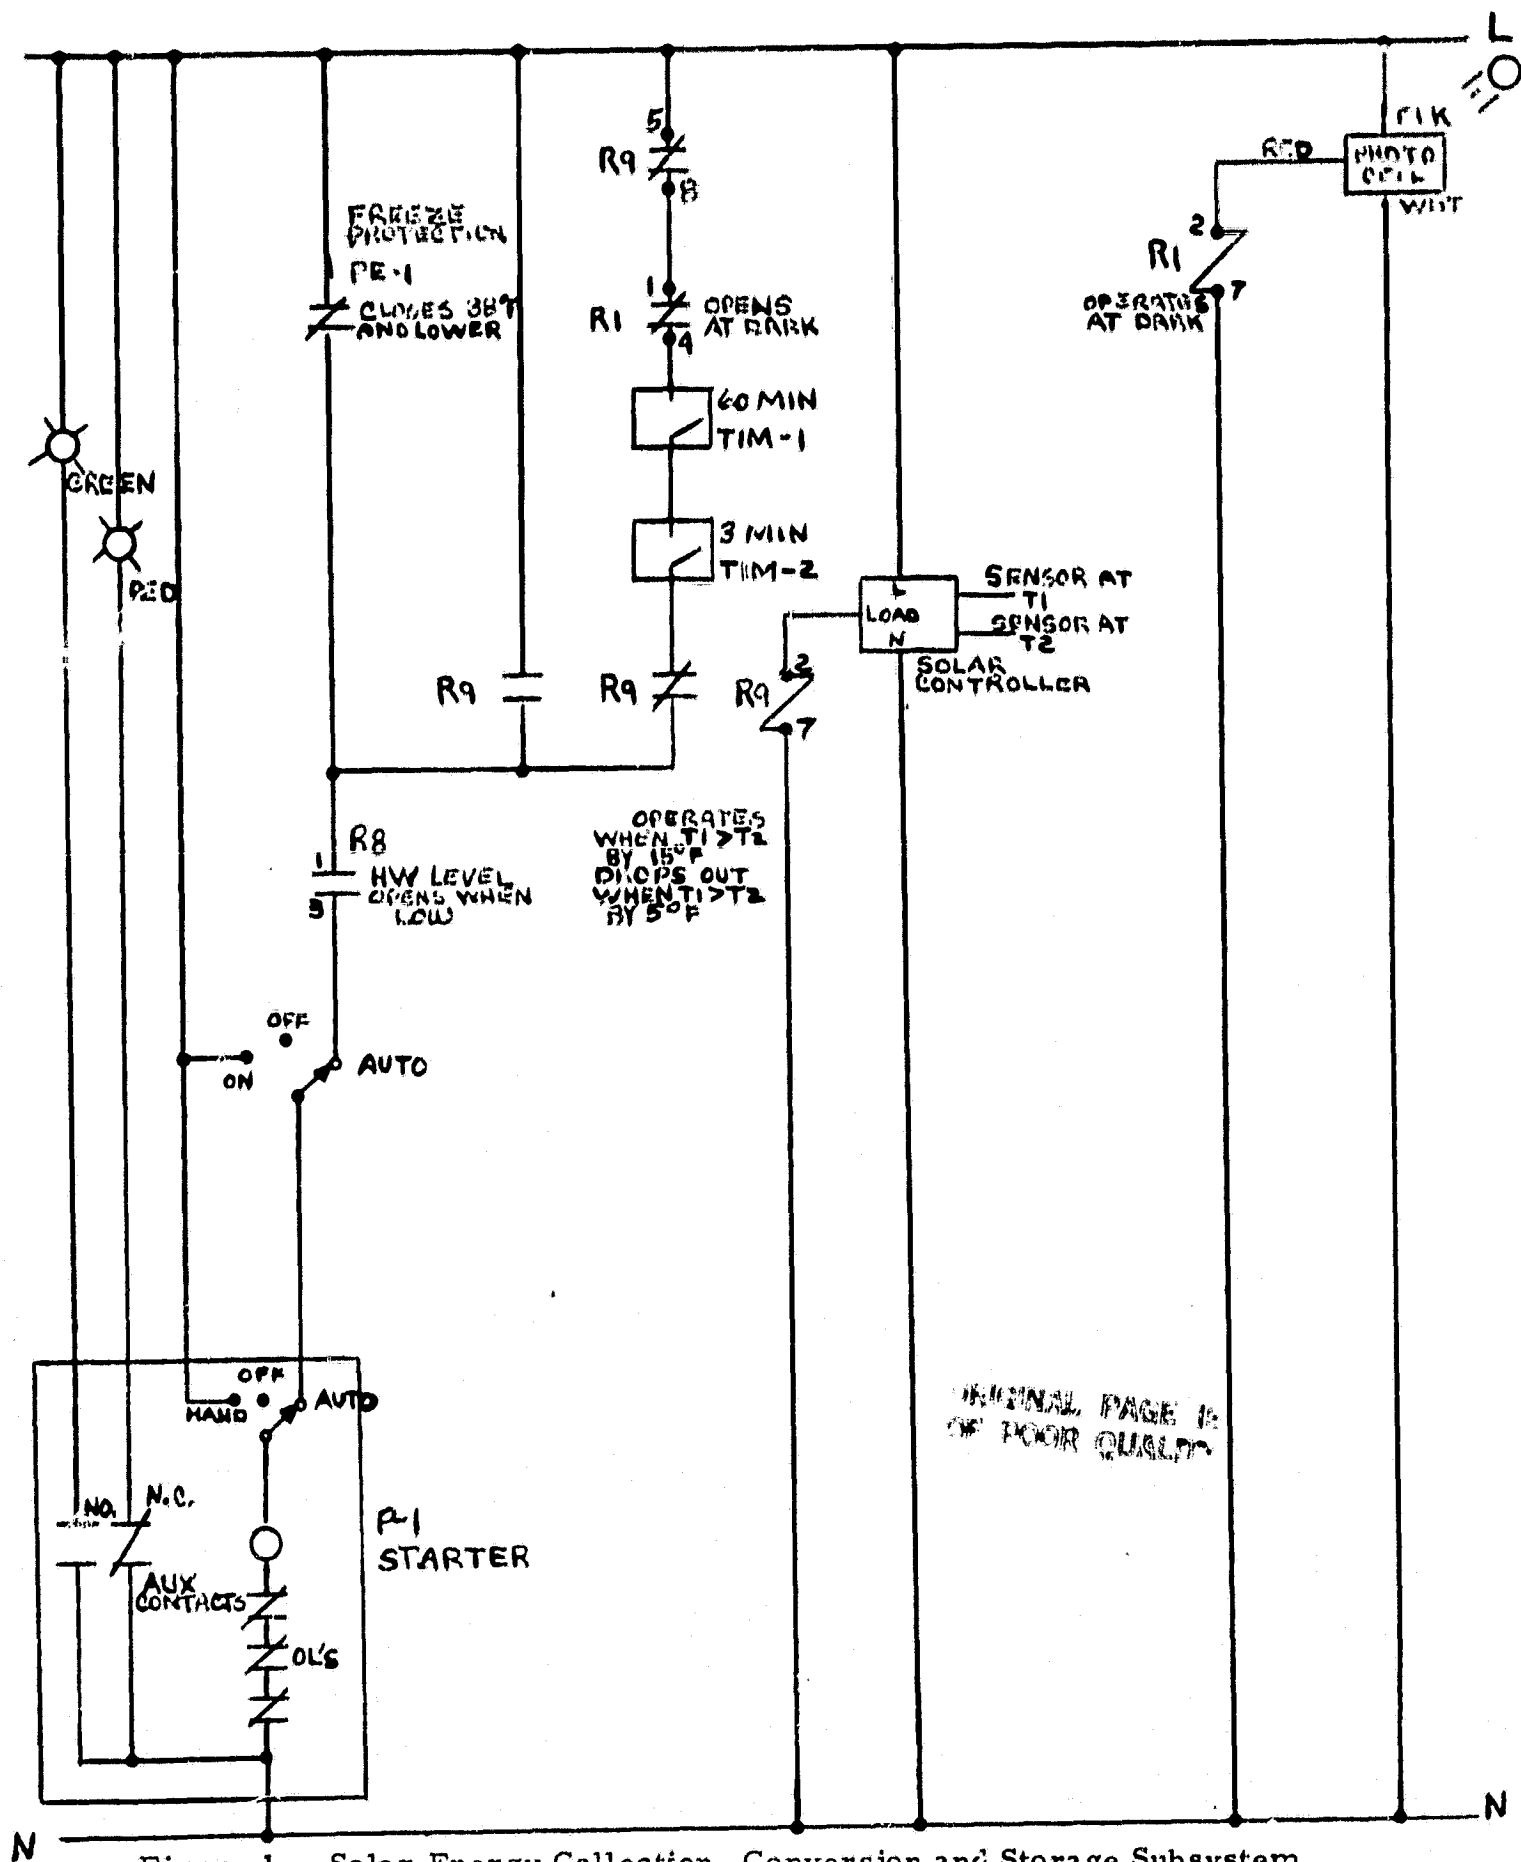 L
RED
PHOTO
CELL
5
R9
8
2
R1
7
OPERATES
AT DARK
FREEZE
PROTECTION
PE-1
CLOSES 38°F
AND LOWER
1
R1
OPENS
AT DARK
4
60 MIN
TIM-1
GREEN
3 MIN
TIM-2
RED
L
LOAD
N
SENSOR AT
T1
SENSOR AT
T2
SOLAR
CONTROLLER
R9
R9
R9
2
7
R8
1
HW LEVEL
OPENS WHEN
LOW
3
OPERATES
WHEN T1>T2
BY 15°F
DROPS OUT
WHEN T1>T2
BY 5°F
OFF
ON
AUTO
OFF
HAND
AUTO
ORIGINAL PAGE IS
OF POOR QUALITY
NO.
N.C.
P-1
STARTER
AUX
CONTACTS
OL'S
N
N
Solar Energy Collection, Conversion and Storage Subsystem